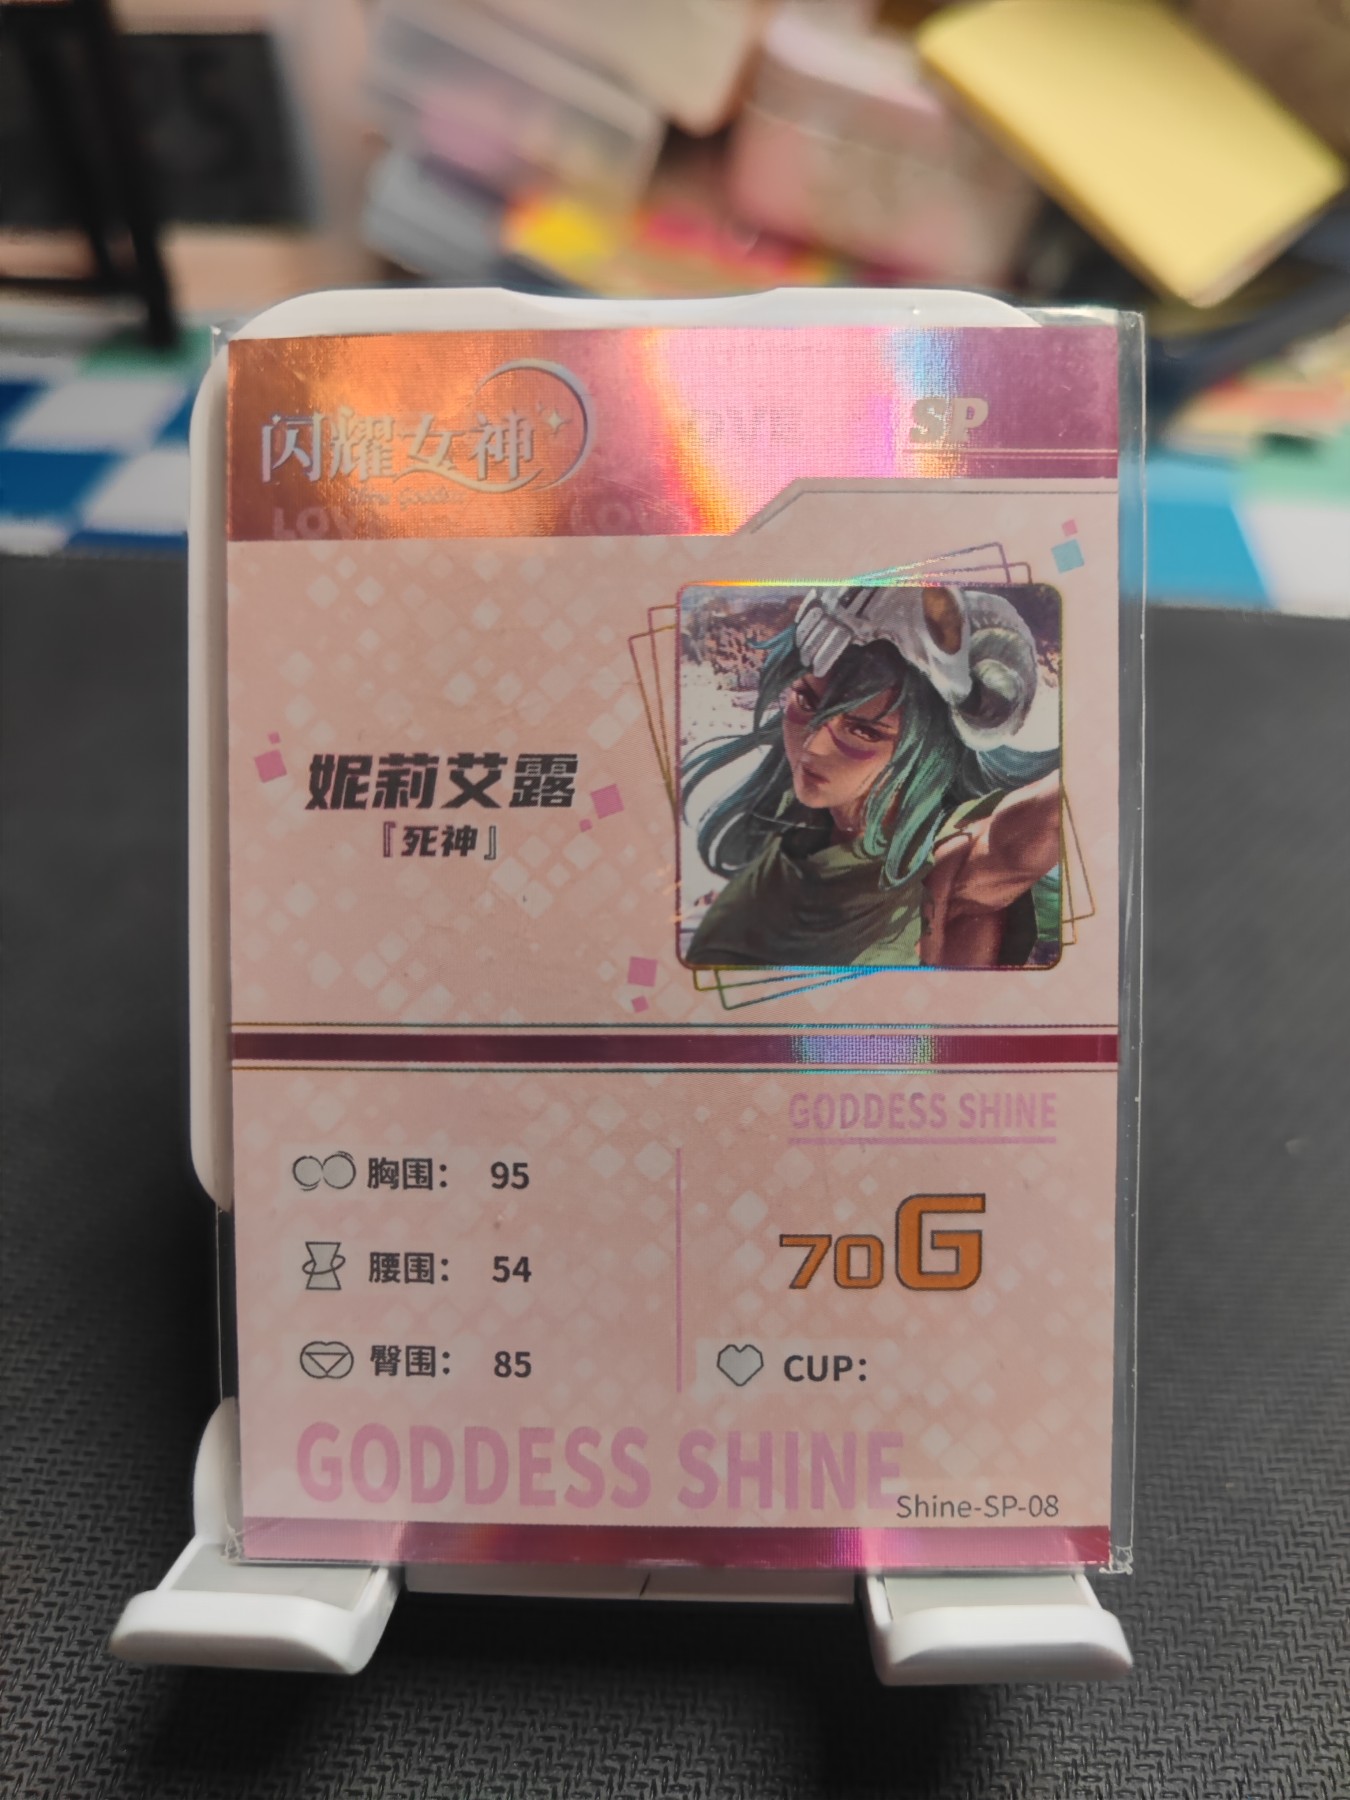 闪耀女神
SP
妮莉艾露
『死神』
GODDESS SHINE
胸围： 95
腰围： 54
臀围： 85
70G
CUP:
GODDESS SHINE
Shine-SP-08